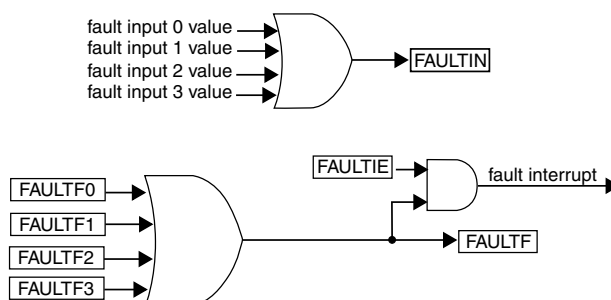 fault input 0 value
fault input 1 value
fault input 2 value
fault input 3 value
FAULTIN
FAULTIE
fault interrupt
FAULTF0
FAULTF1
FAULTF2
FAULTF3
FAULTF